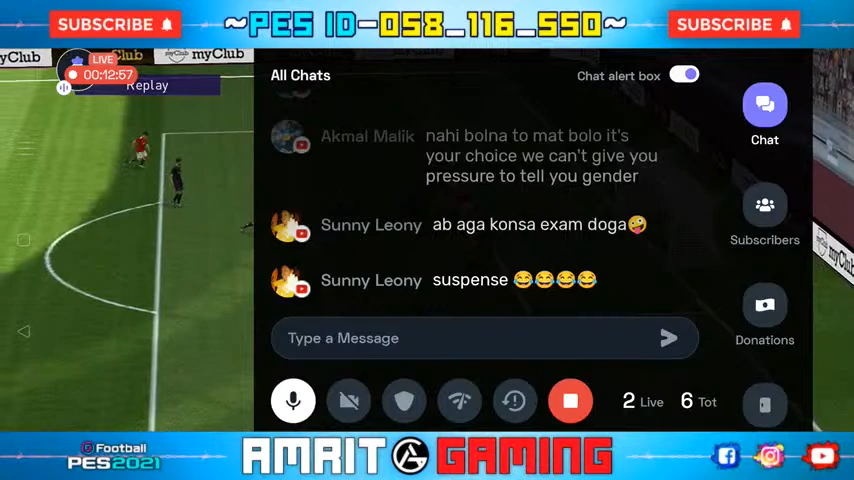 SUBSCRIBE
~PES ID-058_116_550~
SUBSCRIBE
myClub
Club
myClub
LIVE
00:12:57
Replay
All Chats
Chat alert box
Chat
Akmal Malik
nahi bolna to mat bolo it's
your choice we can't give you
pressure to tell you gender
Sunny Leony
ab aga konsa exam doga🤪
Subscribers
Sunny Leony
suspense 😂😂😂😂
Type a Message
Donations
2 Live 6 Tot
myClub
eFootball
PES2021
AMRIT GAMING